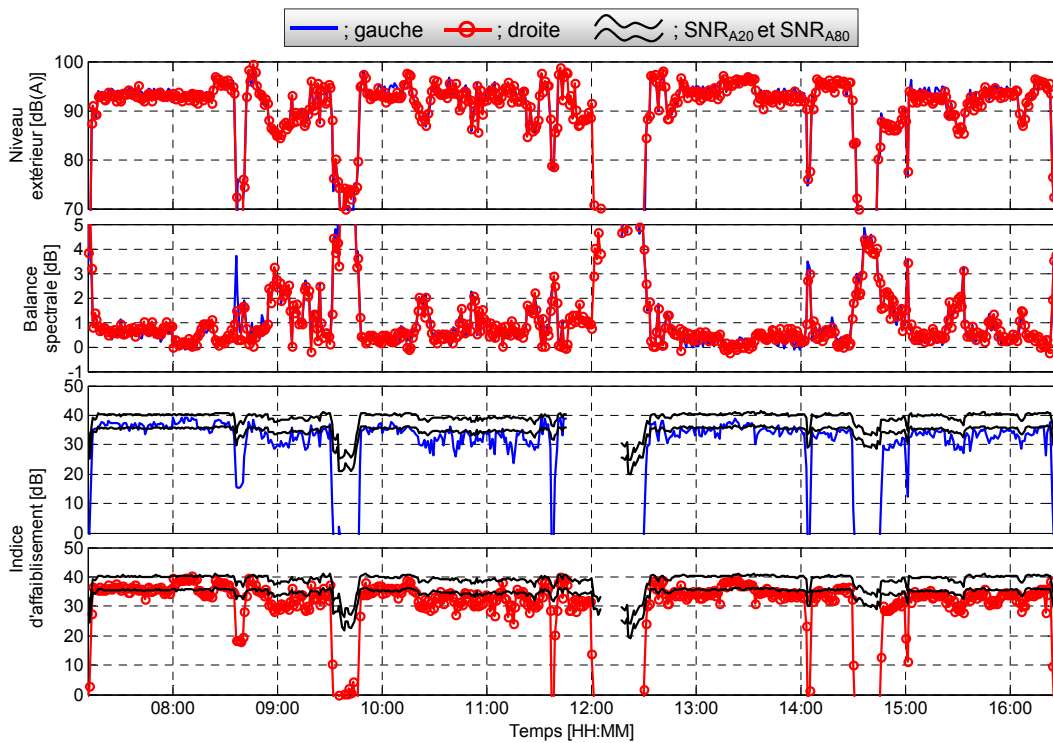 ; gauche ; droite ; SNRA20 et SNRA80
Niveau
extérieur [dB(A)]
100
90
80
70
Balance
spectrale [dB]
5
4
3
2
1
0
-1
Indice
d'affaiblisement [dB]
50
40
30
20
10
0
50
40
30
20
10
0
08:00 09:00 10:00 11:00 12:00 13:00 14:00 15:00 16:00
Temps [HH:MM]